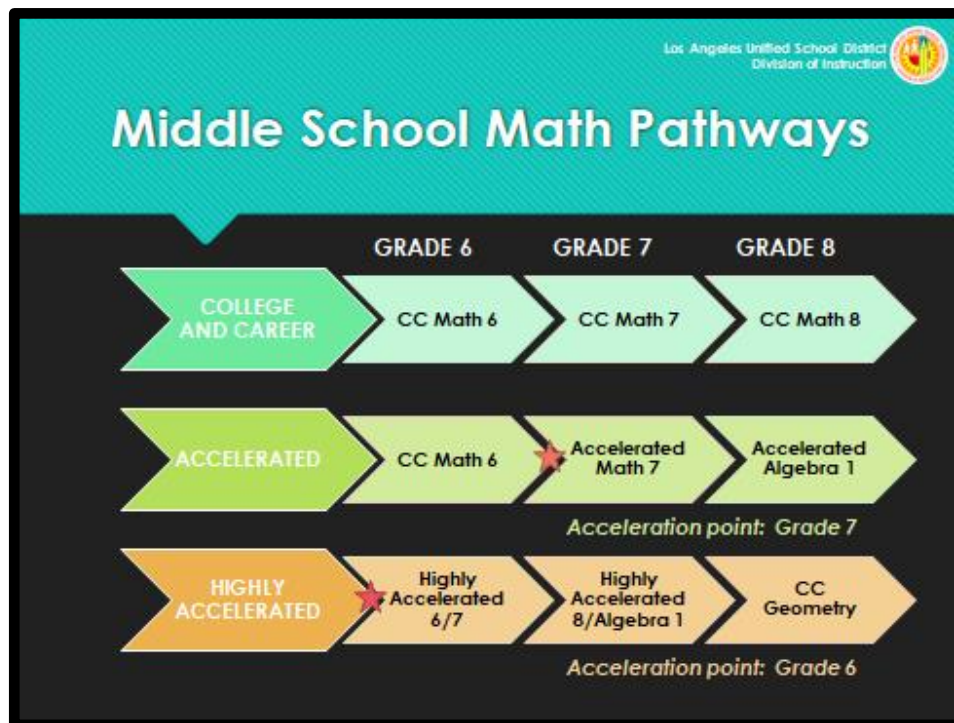 Los Angeles Unified School District
Division of Instruction
Middle School Math Pathways
GRADE 6 GRADE 7 GRADE 8
COLLEGE
AND CAREER
CC Math 6
CC Math 7
CC Math 8
ACCELERATED
CC Math 6
Accelerated
Math 7
Accelerated
Algebra 1
Acceleration point: Grade 7
HIGHLY
ACCELERATED
Highly
Accelerated
6/7
Highly
Accelerated
8/Algebra 1
CC
Geometry
Acceleration point: Grade 6